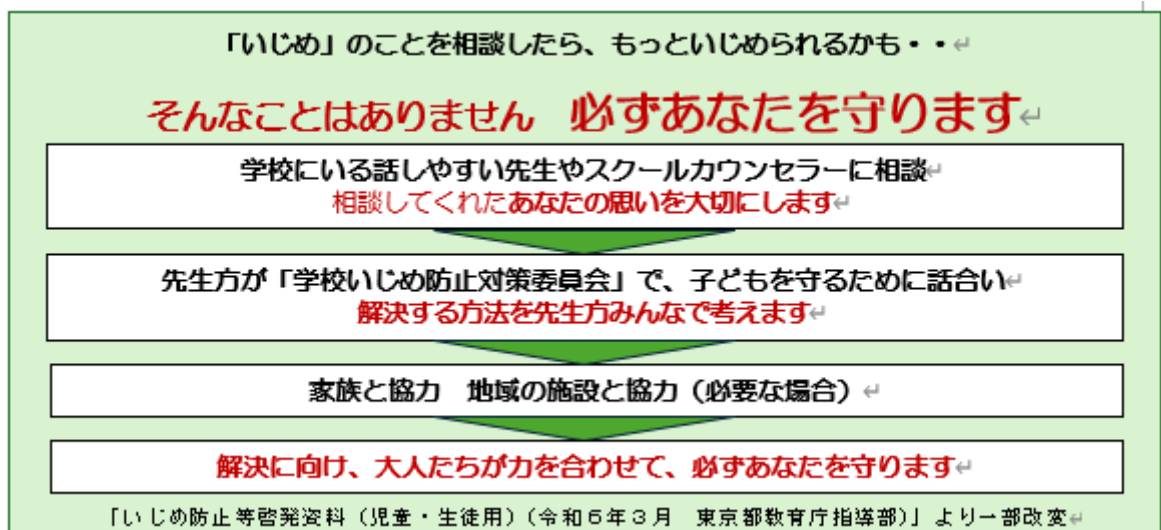 「いじめ」のことを相談したら、もっといじめられるかも・・
そんなことはありません　必ずあなたを守ります
学校にいる話しやすい先生やスクールカウンセラーに相談
相談してくれたあなたの思いを大切にします
先生方が「学校いじめ防止対策委員会」で、子どもを守るために話合い
解決する方法を先生方みんなで考えます
家族と協力　地域の施設と協力（必要な場合）
解決に向け、大人たちが力を合わせて、必ずあなたを守ります
「いじめ防止等啓発資料（児童・生徒用）（令和６年３月　東京都教育庁指導部）」より一部改変